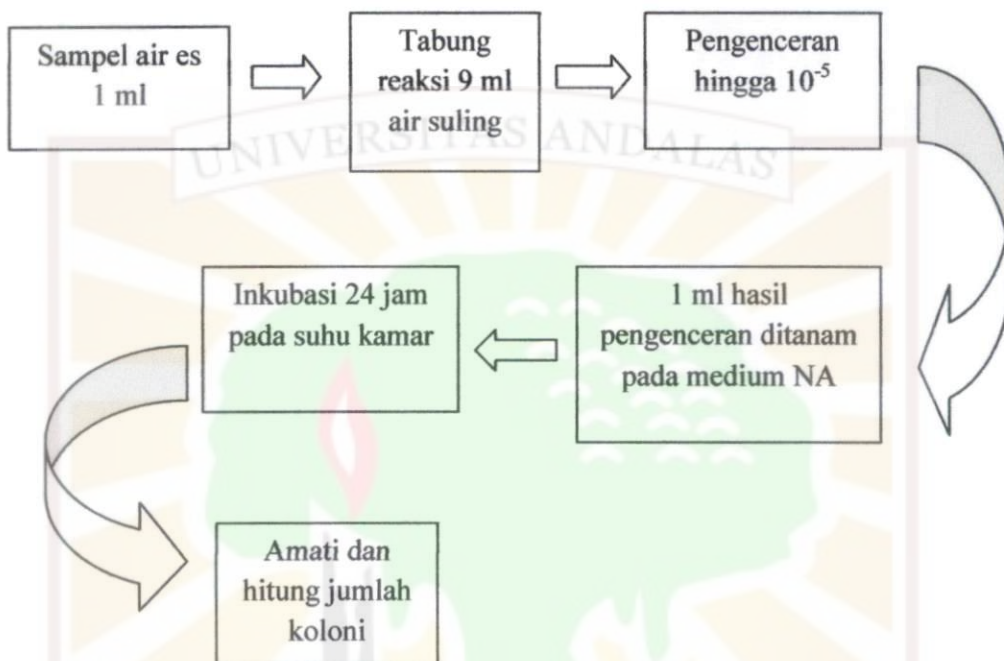 Sampel air es
1 ml
Tabung
reaksi 9 ml
air suling
Pengenceran
hingga 10⁻⁵
UNIVERSITAS ANDALAS
1 ml hasil
pengenceran ditanam
pada medium NA
Inkubasi 24 jam
pada suhu kamar
Amati dan
hitung jumlah
koloni